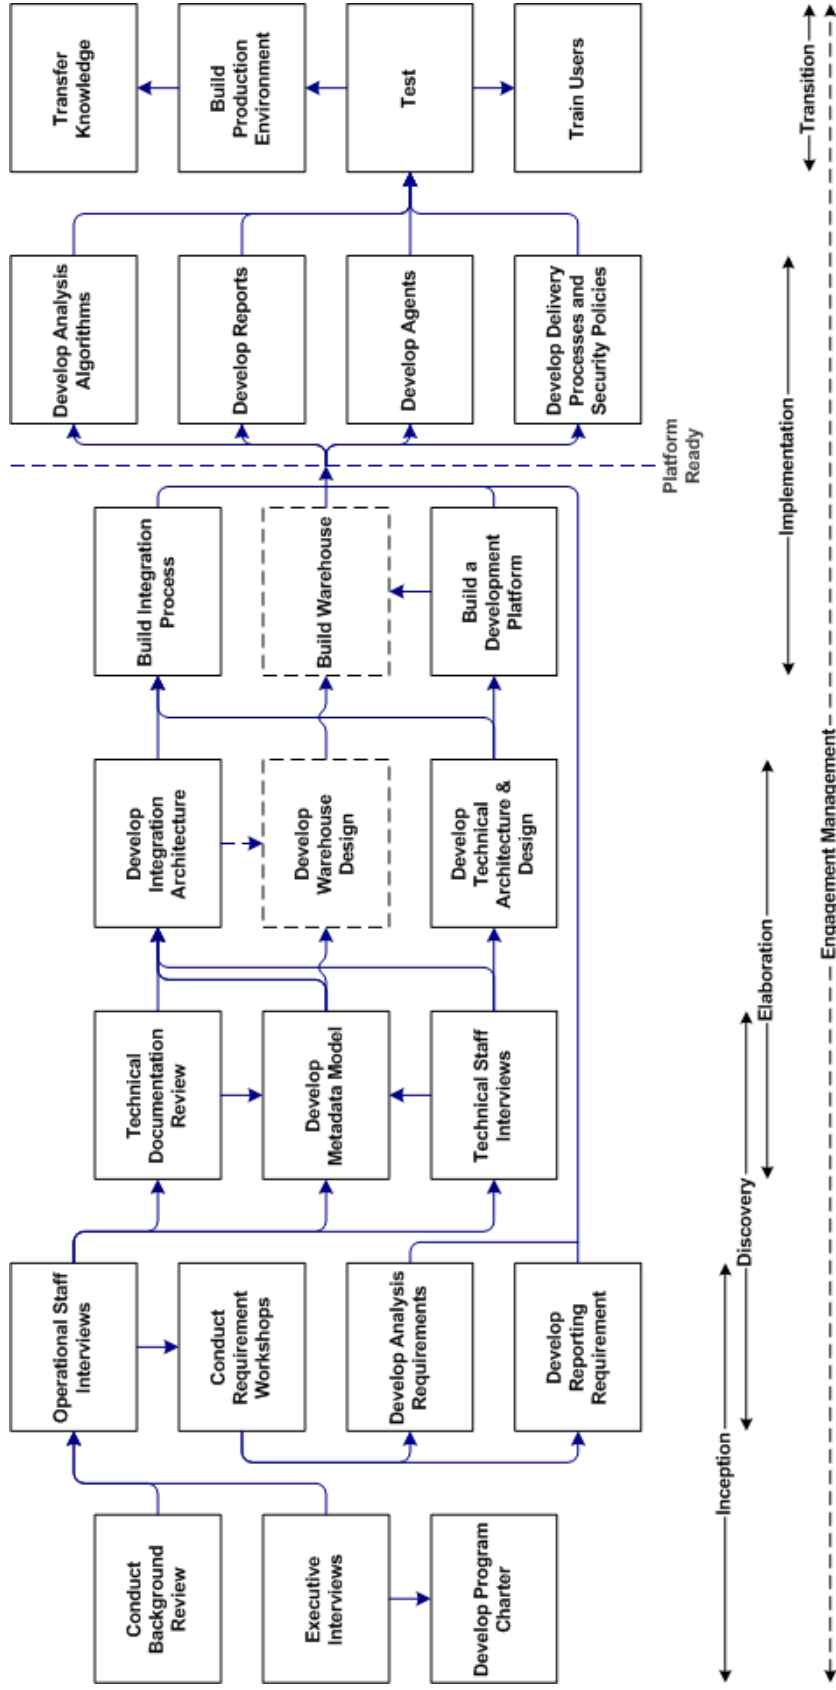 Conduct
Background
Review
Executive
Interviews
Develop Program
Charter
Operational Staff
Interviews
Conduct
Requirement
Workshops
Develop Analysis
Requirements
Develop
Reporting
Requirement
Technical
Documentation
Review
Develop
Metadata Model
Technical Staff
Interviews
Develop
Integration
Architecture
Develop
Warehouse
Design
Develop
Technical
Architecture &
Design
Build Integration
Process
Build Warehouse
Build a
Development
Platform
Platform
Ready
Develop Analysis
Algorithms
Develop Reports
Develop Agents
Develop Delivery
Processes and
Security Policies
Transfer
Knowledge
Build
Production
Environment
Test
Train Users
Inception
Discovery
Elaboration
Implementation
Transition
Engagement Management